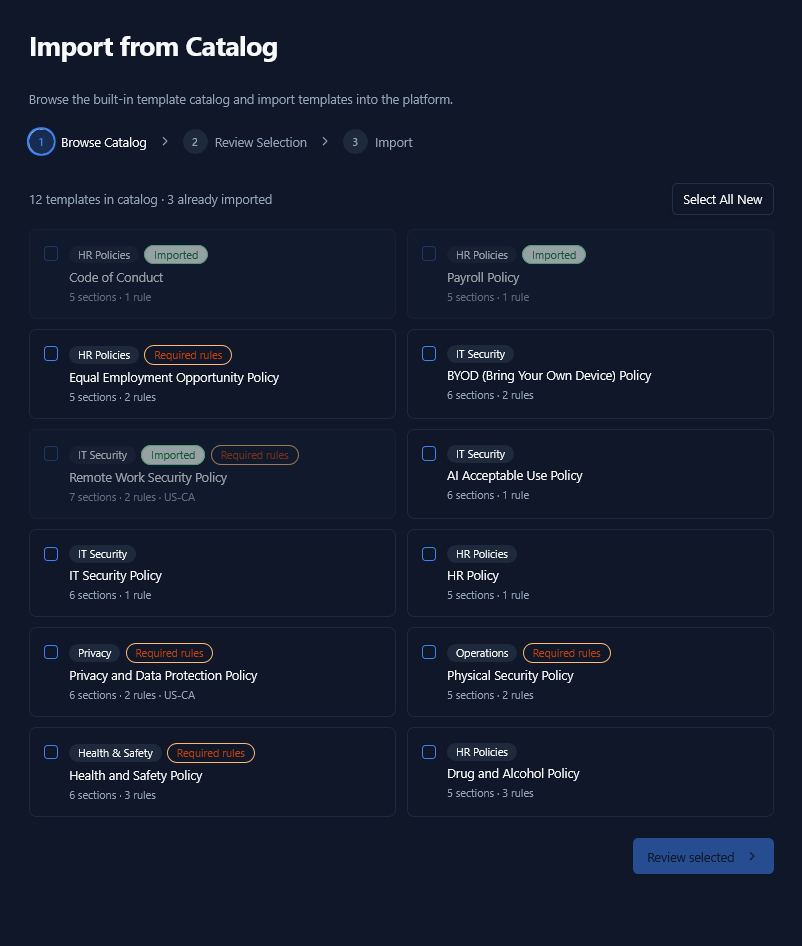 Import from Catalog
Browse the built-in template catalog and import templates into the platform.
1 Browse Catalog > 2 Review Selection > 3 Import
12 templates in catalog · 3 already imported
Select All New
HR Policies Imported
Code of Conduct
5 sections · 1 rule
HR Policies Imported
Payroll Policy
5 sections · 1 rule
HR Policies Required rules
Equal Employment Opportunity Policy
5 sections · 2 rules
IT Security
BYOD (Bring Your Own Device) Policy
6 sections · 2 rules
IT Security Imported Required rules
Remote Work Security Policy
7 sections · 2 rules · US-CA
IT Security
AI Acceptable Use Policy
6 sections · 1 rule
IT Security
IT Security Policy
6 sections · 1 rule
HR Policies
HR Policy
5 sections · 1 rule
Privacy Required rules
Privacy and Data Protection Policy
6 sections · 2 rules · US-CA
Operations Required rules
Physical Security Policy
5 sections · 2 rules
Health & Safety Required rules
Health and Safety Policy
6 sections · 3 rules
HR Policies
Drug and Alcohol Policy
5 sections · 3 rules
Review selected >